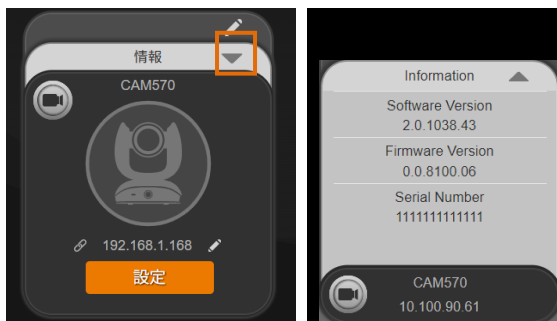 情報
CAM570
192.168.1.168
設定
Information
Software Version
2.0.1038.43
Firmware Version
0.0.8100.06
Serial Number
1111111111111
CAM570
10.100.90.61